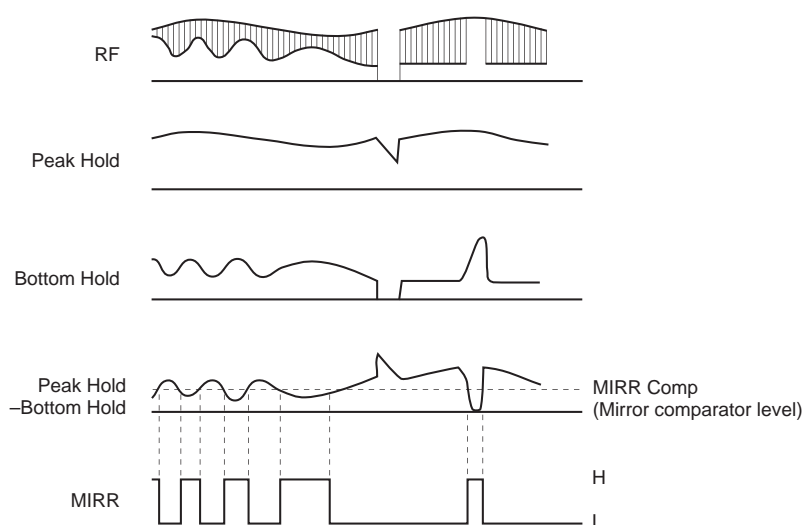 RF
Peak Hold
Bottom Hold
Peak Hold
–Bottom Hold
MIRR Comp
(Mirror comparator level)
H
MIRR